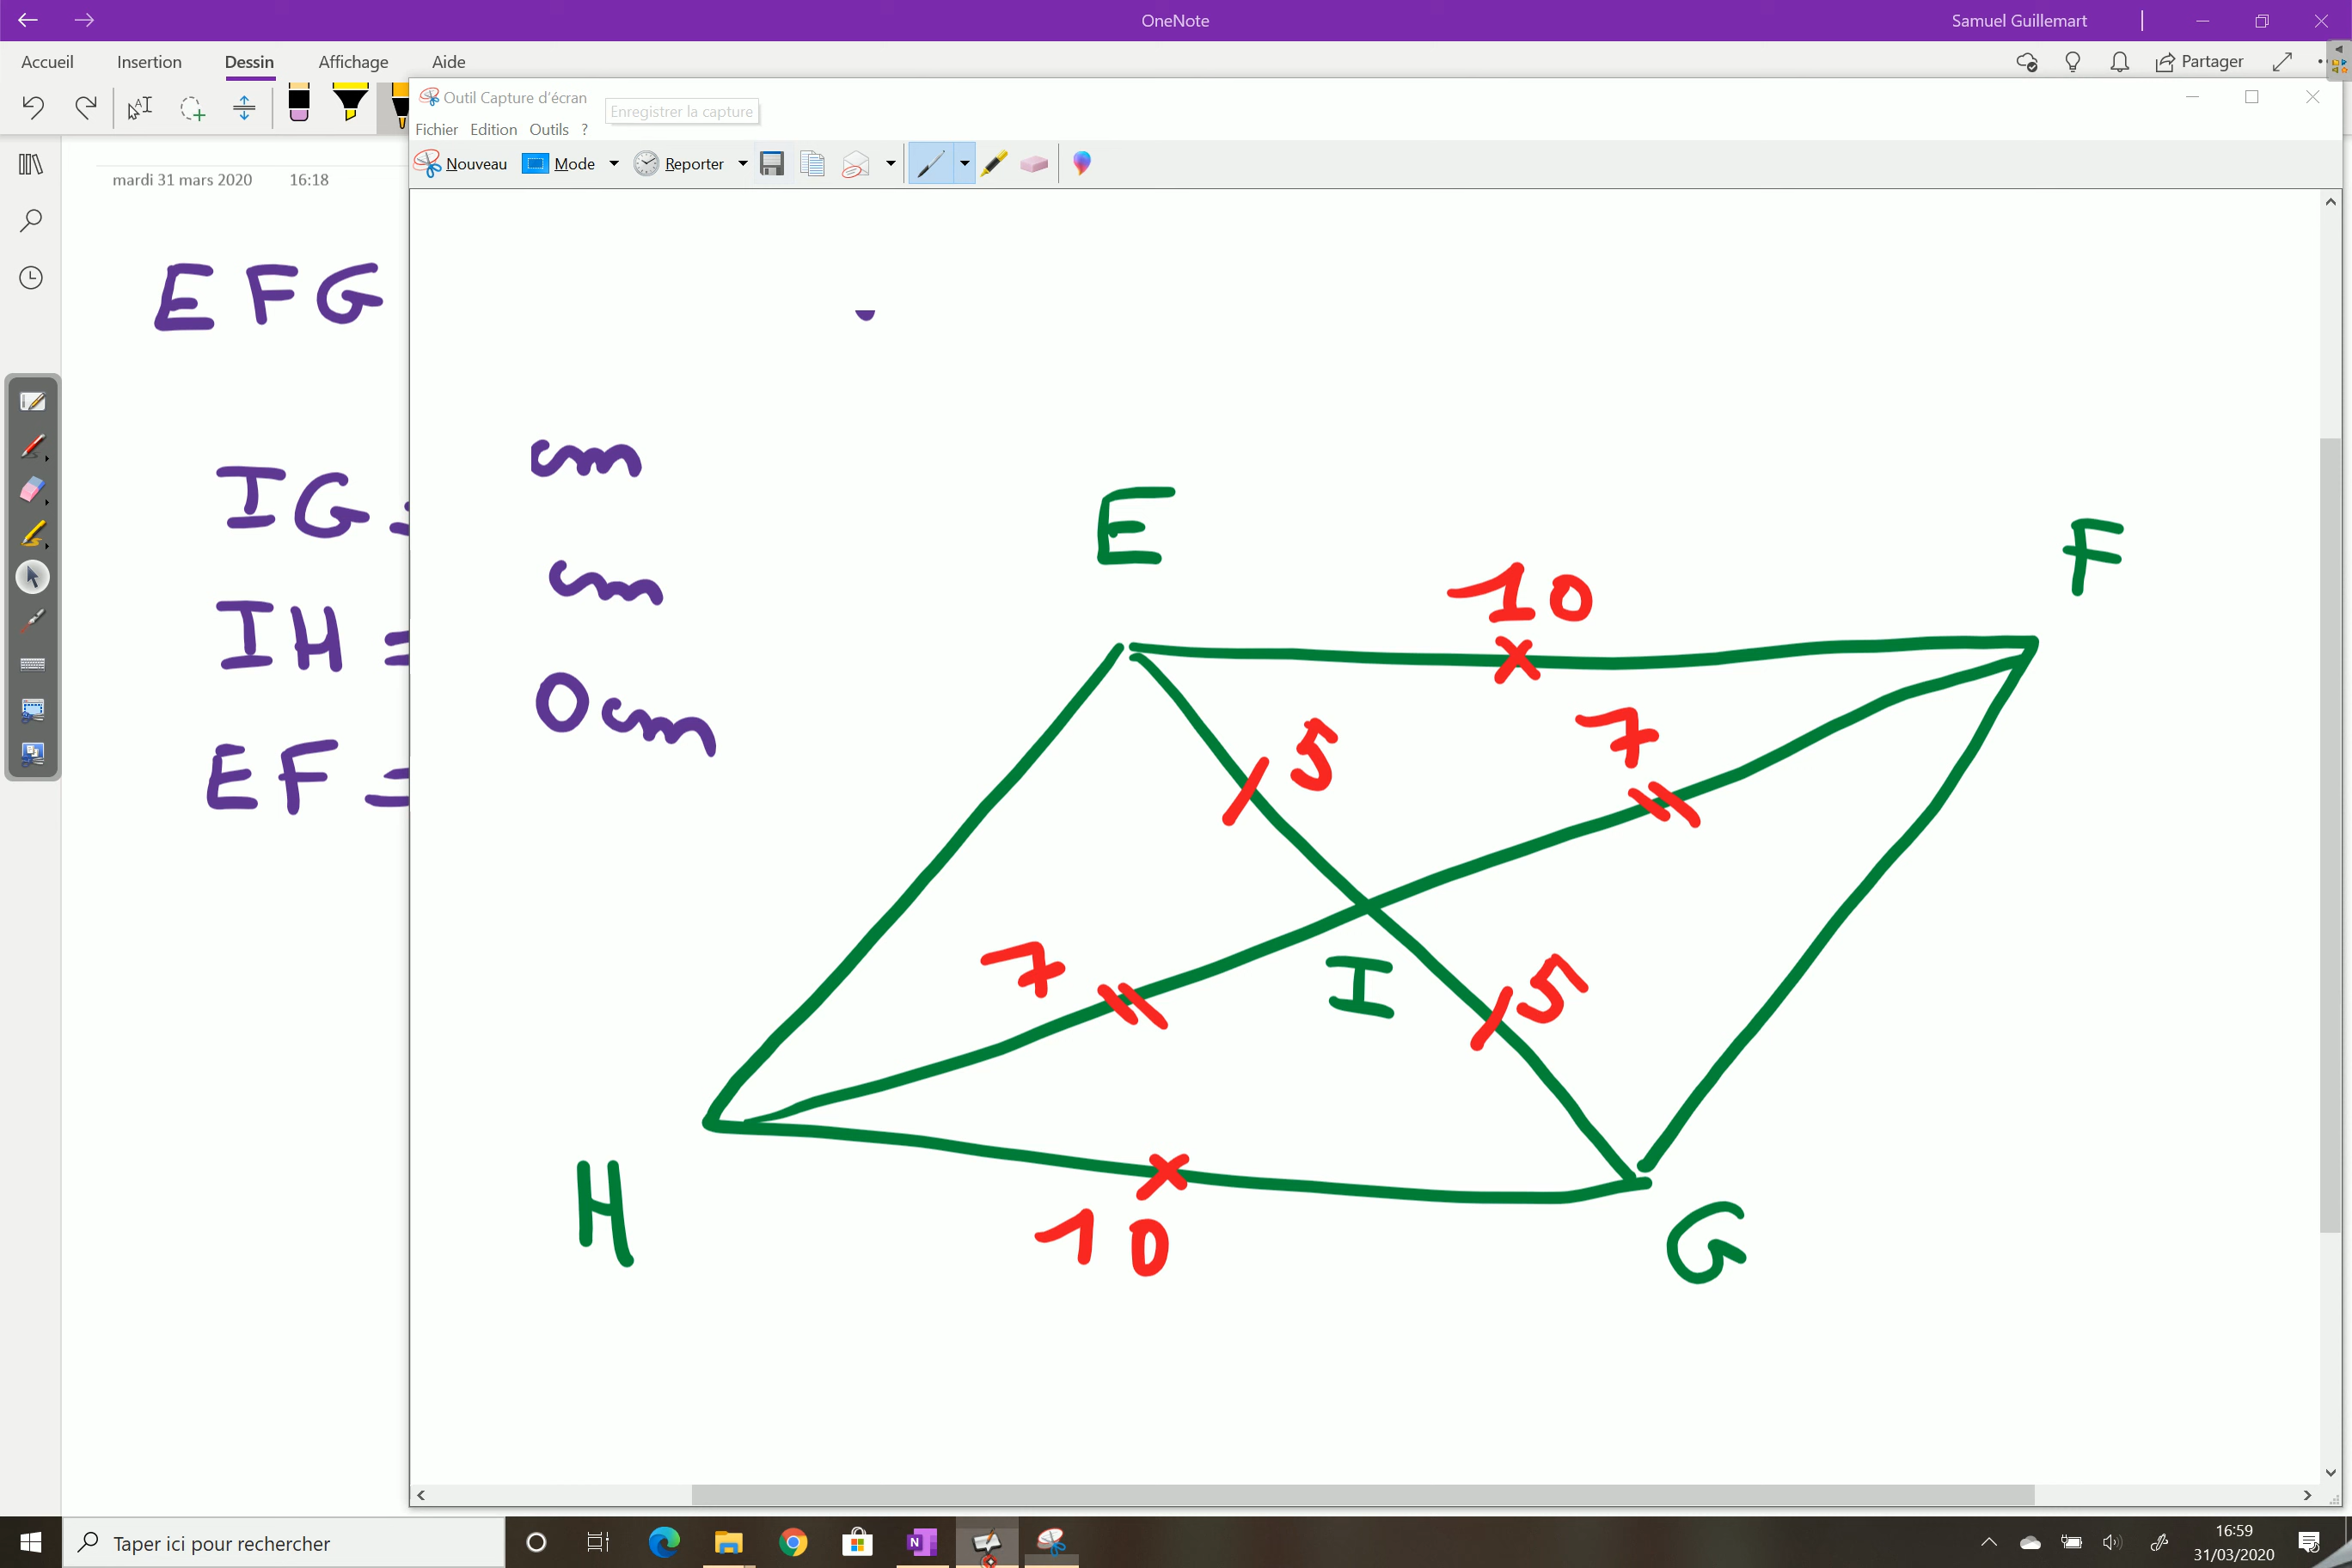 OneNote
Samuel Guillemart
Accueil Insertion Dessin Affichage Aide
Partager
Outil Capture d'écran
Enregistrer la capture
Fichier Edition Outils ?
Nouveau Mode Reporter
mardi 31 mars 2020 16:18
EFG
cm
IG=
cm
IH=
0cm
EF=
E
F
10
5
7
7
I
5
H
10
G
Taper ici pour rechercher
16:59
31/03/2020